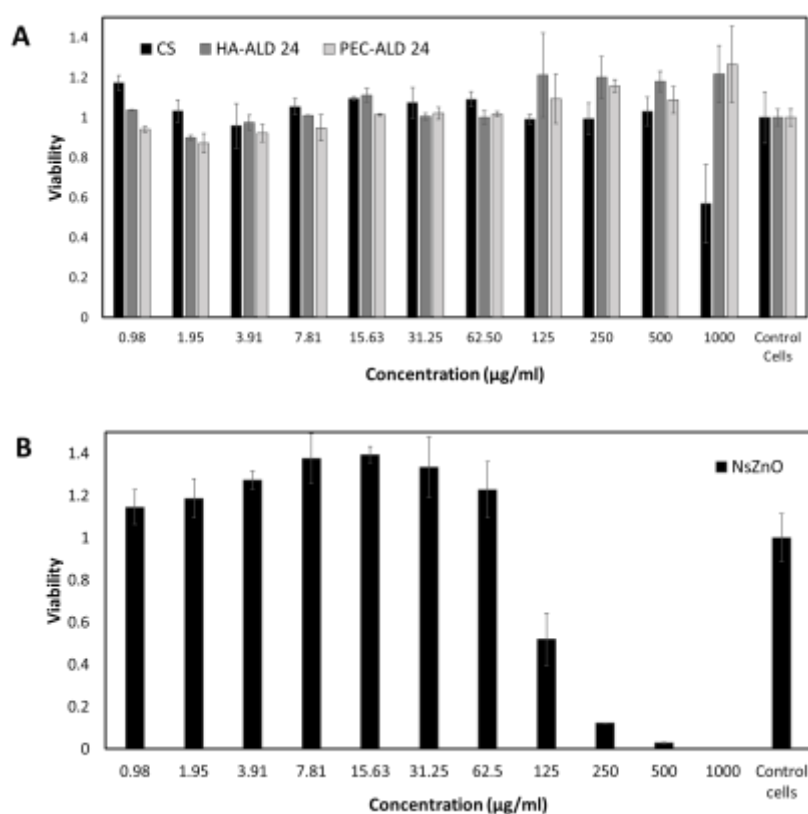 A
CS HA-ALD 24 PEC-ALD 24
1.4
1.2
1
0.8
0.6
0.4
0.2
0
Viability
0.98 1.95 3.91 7.81 15.63 31.25 62.50 125 250 500 1000 Control
Cells
Concentration (µg/ml)
B
NsZnO
1.4
1.2
1
0.8
0.6
0.4
0.2
0
Viability
0.98 1.95 3.91 7.81 15.63 31.25 62.5 125 250 500 1000 Control
cells
Concentration (µg/ml)